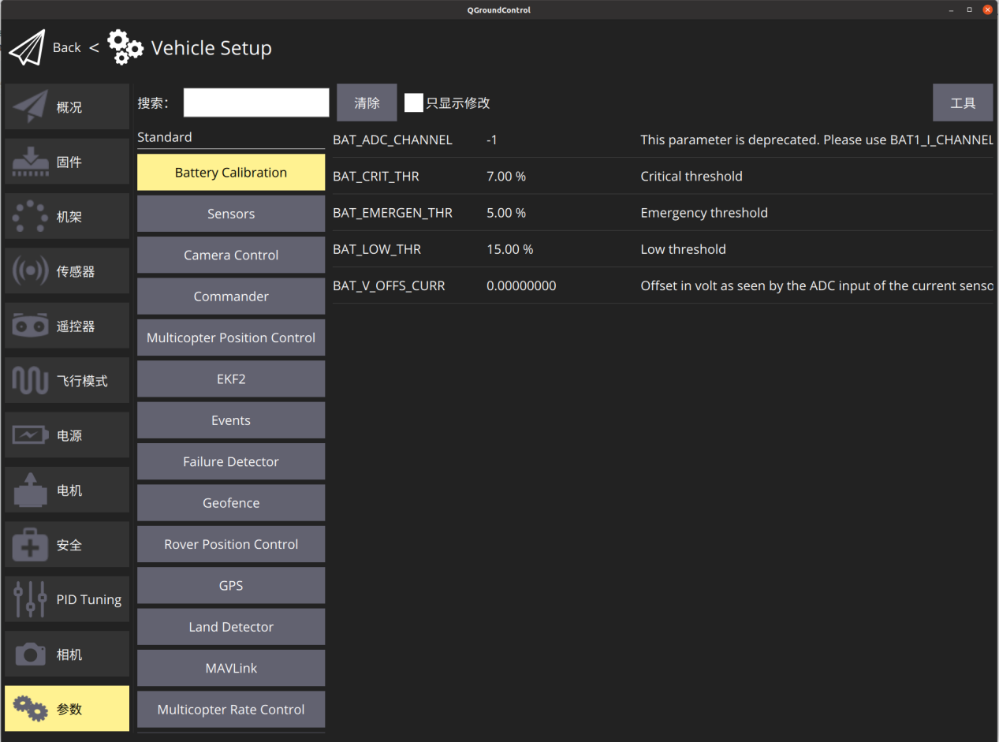 QGroundControl
Back < Vehicle Setup
概况
固件
机架
传感器
遥控器
飞行模式
电源
电机
安全
PID Tuning
相机
参数
搜索：
清除
只显示修改
工具
Standard
Battery Calibration
Sensors
Camera Control
Commander
Multicopter Position Control
EKF2
Events
Failure Detector
Geofence
Rover Position Control
GPS
Land Detector
MAVLink
Multicopter Rate Control
BAT_ADC_CHANNEL -1 This parameter is deprecated. Please use BAT1_I_CHANNEL
BAT_CRIT_THR 7.00 % Critical threshold
BAT_EMERGEN_THR 5.00 % Emergency threshold
BAT_LOW_THR 15.00 % Low threshold
BAT_V_OFFS_CURR 0.00000000 Offset in volt as seen by the ADC input of the current senso